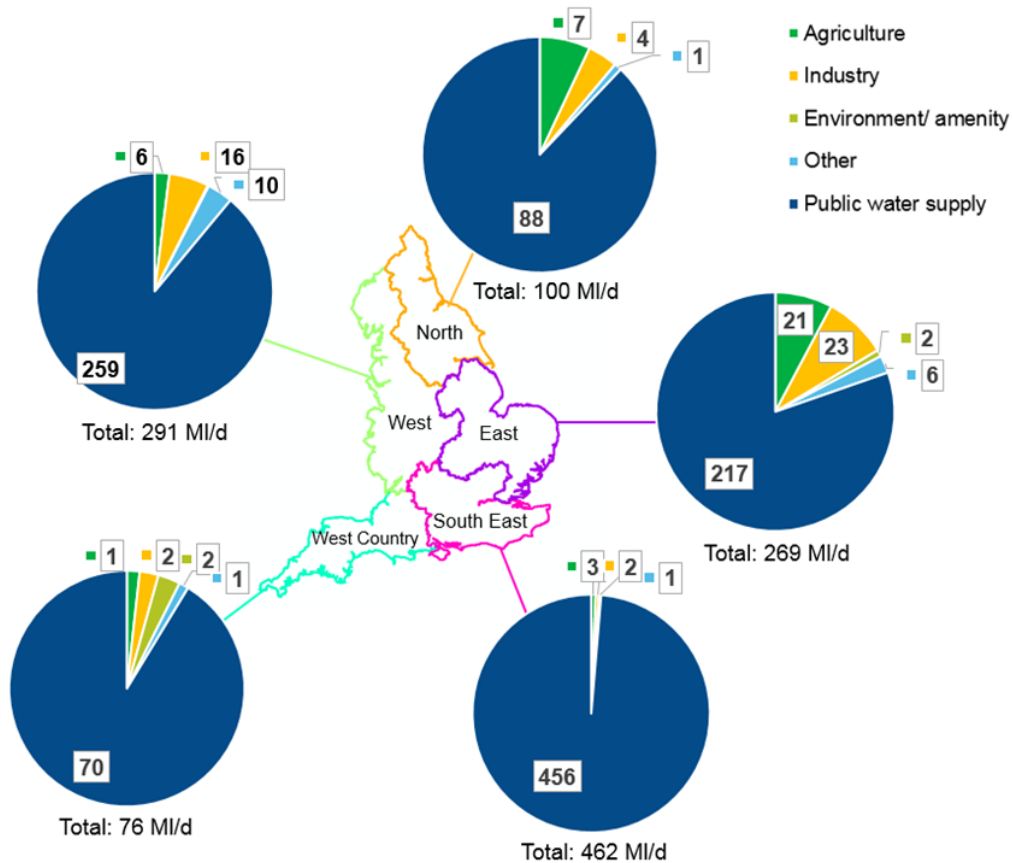 7
4
1
88
Total: 100 Ml/d
Agriculture
Industry
Environment/ amenity
Other
Public water supply
6
16
10
259
Total: 291 Ml/d
North
West
East
South East
West Country
21
23
2
6
217
Total: 269 Ml/d
1
2
2
1
70
Total: 76 Ml/d
3
2
1
456
Total: 462 Ml/d